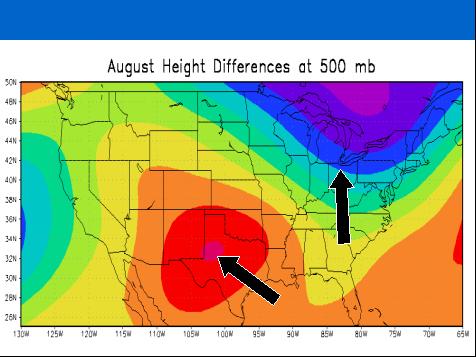 August Height Differences at 500 mb
50N
48N
46N
44N
42N
40N
38N
36N
34N
32N
30N
28N
26N
130W 125W 120W 115W 110W 105W 100W 95W 90W 85W 80W 75W 70W 65W